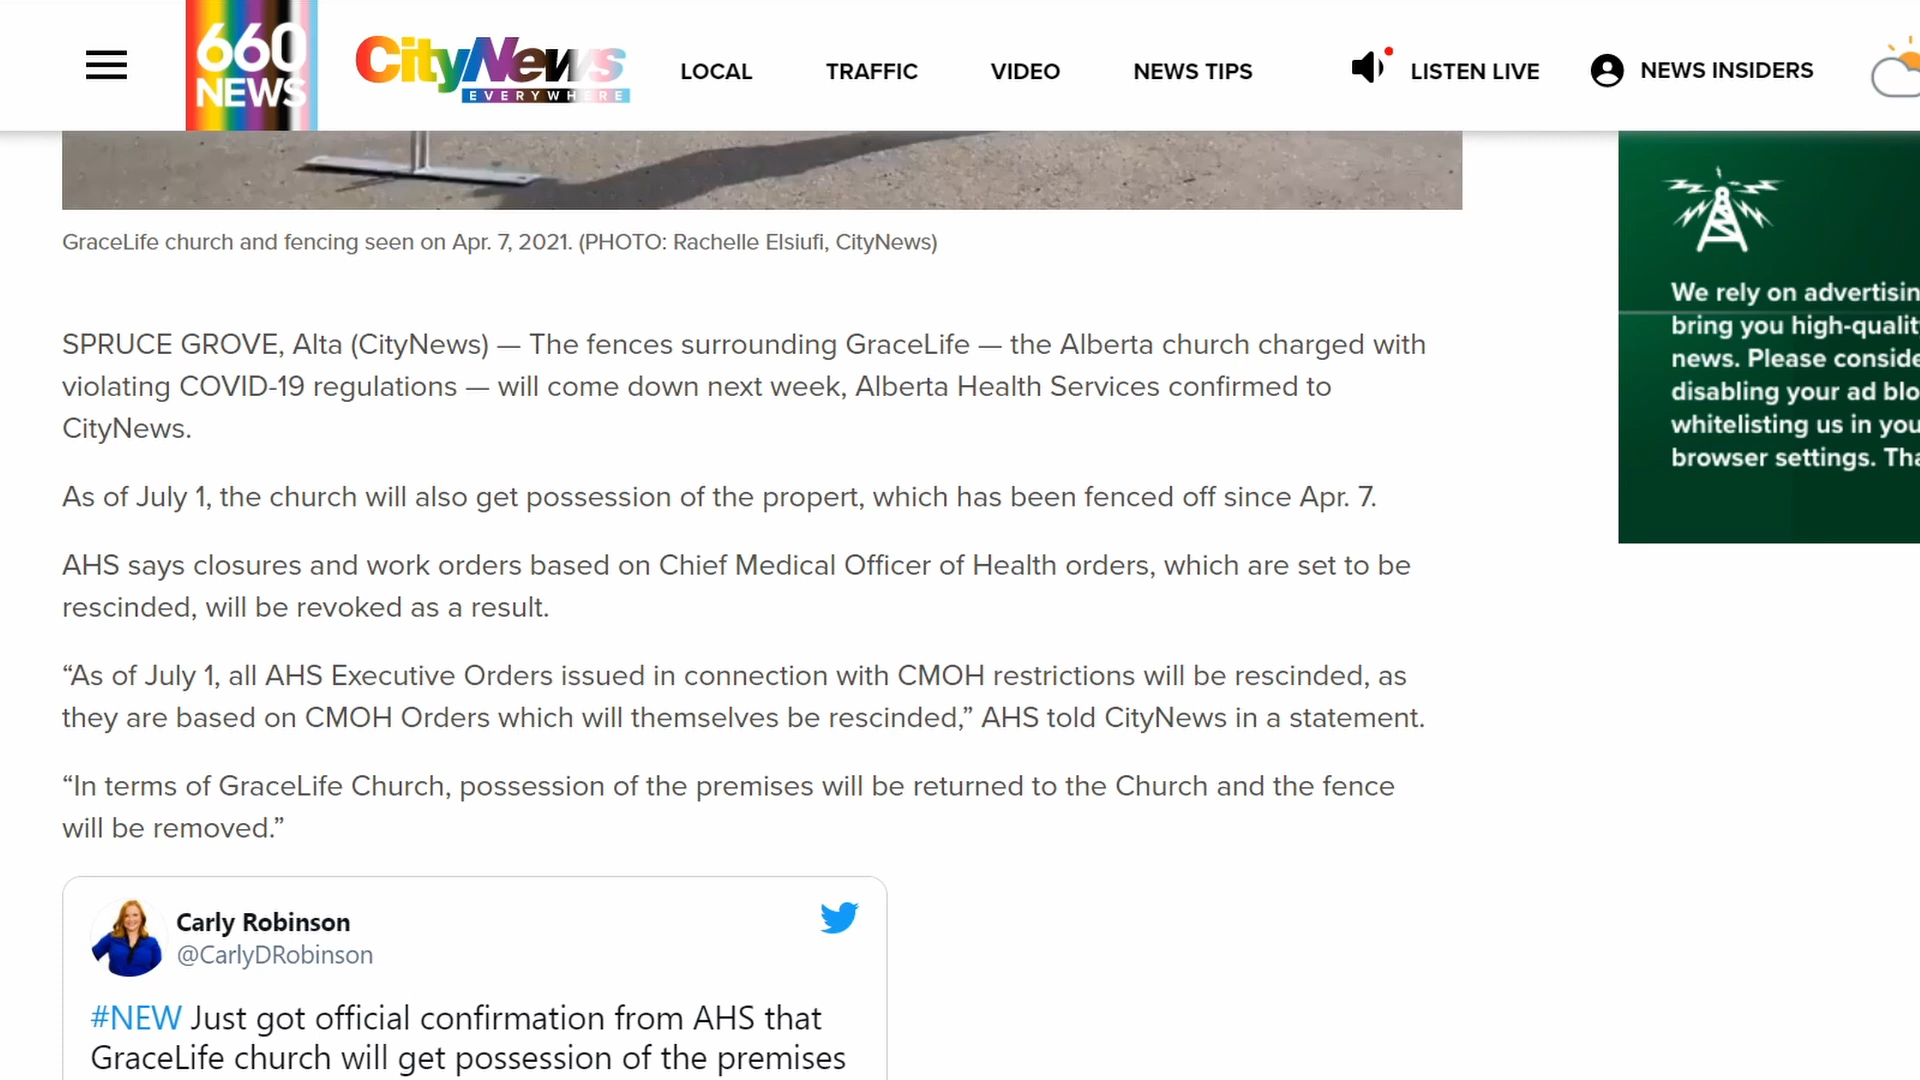 660
NEWS
CityNews
EVERYWHERE
LOCAL
TRAFFIC
VIDEO
NEWS TIPS
LISTEN LIVE
NEWS INSIDERS
GraceLife church and fencing seen on Apr. 7, 2021. (PHOTO: Rachelle Elsiufi, CityNews)
SPRUCE GROVE, Alta (CityNews) — The fences surrounding GraceLife — the Alberta church charged with
violating COVID-19 regulations — will come down next week, Alberta Health Services confirmed to
CityNews.
As of July 1, the church will also get possession of the propert, which has been fenced off since Apr. 7.
AHS says closures and work orders based on Chief Medical Officer of Health orders, which are set to be
rescinded, will be revoked as a result.
“As of July 1, all AHS Executive Orders issued in connection with CMOH restrictions will be rescinded, as
they are based on CMOH Orders which will themselves be rescinded,” AHS told CityNews in a statement.
“In terms of GraceLife Church, possession of the premises will be returned to the Church and the fence
will be removed.”
Carly Robinson
@CarlyDRobinson
#NEW Just got official confirmation from AHS that
GraceLife church will get possession of the premises
We rely on advertisin
bring you high-qualit
news. Please conside
disabling your ad blo
whitelisting us in you
browser settings. Tha